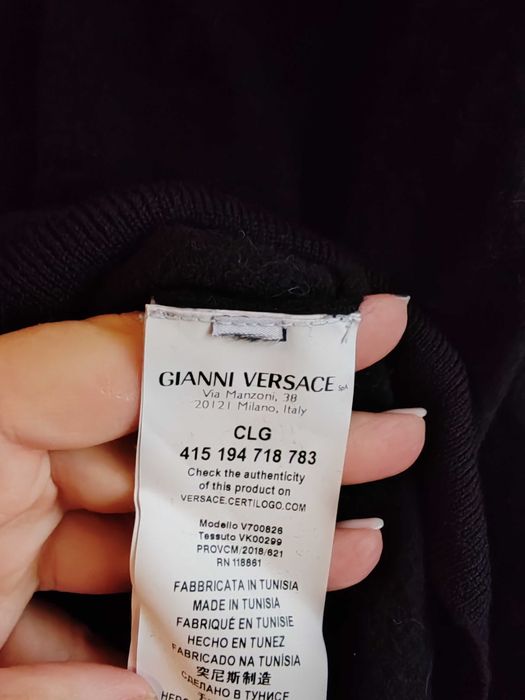 GIANNI VERSACE SpA
Via Manzoni, 38
20121 Milano, Italy
CLG
415 194 718 783
Check the authenticity
of this product on
VERSACE.CERTILOGO.COM
Modello V700826
Tessuto VK00299
PROVCM/2018/621
RN 118861
FABBRICATA IN TUNISIA
MADE IN TUNISIA
FABRIQUÉ EN TUNISIE
HECHO EN TUNEZ
FABRICADO NA TUNÍSIA
突尼斯制造
СДЕЛАНО В ТУНИСЕ